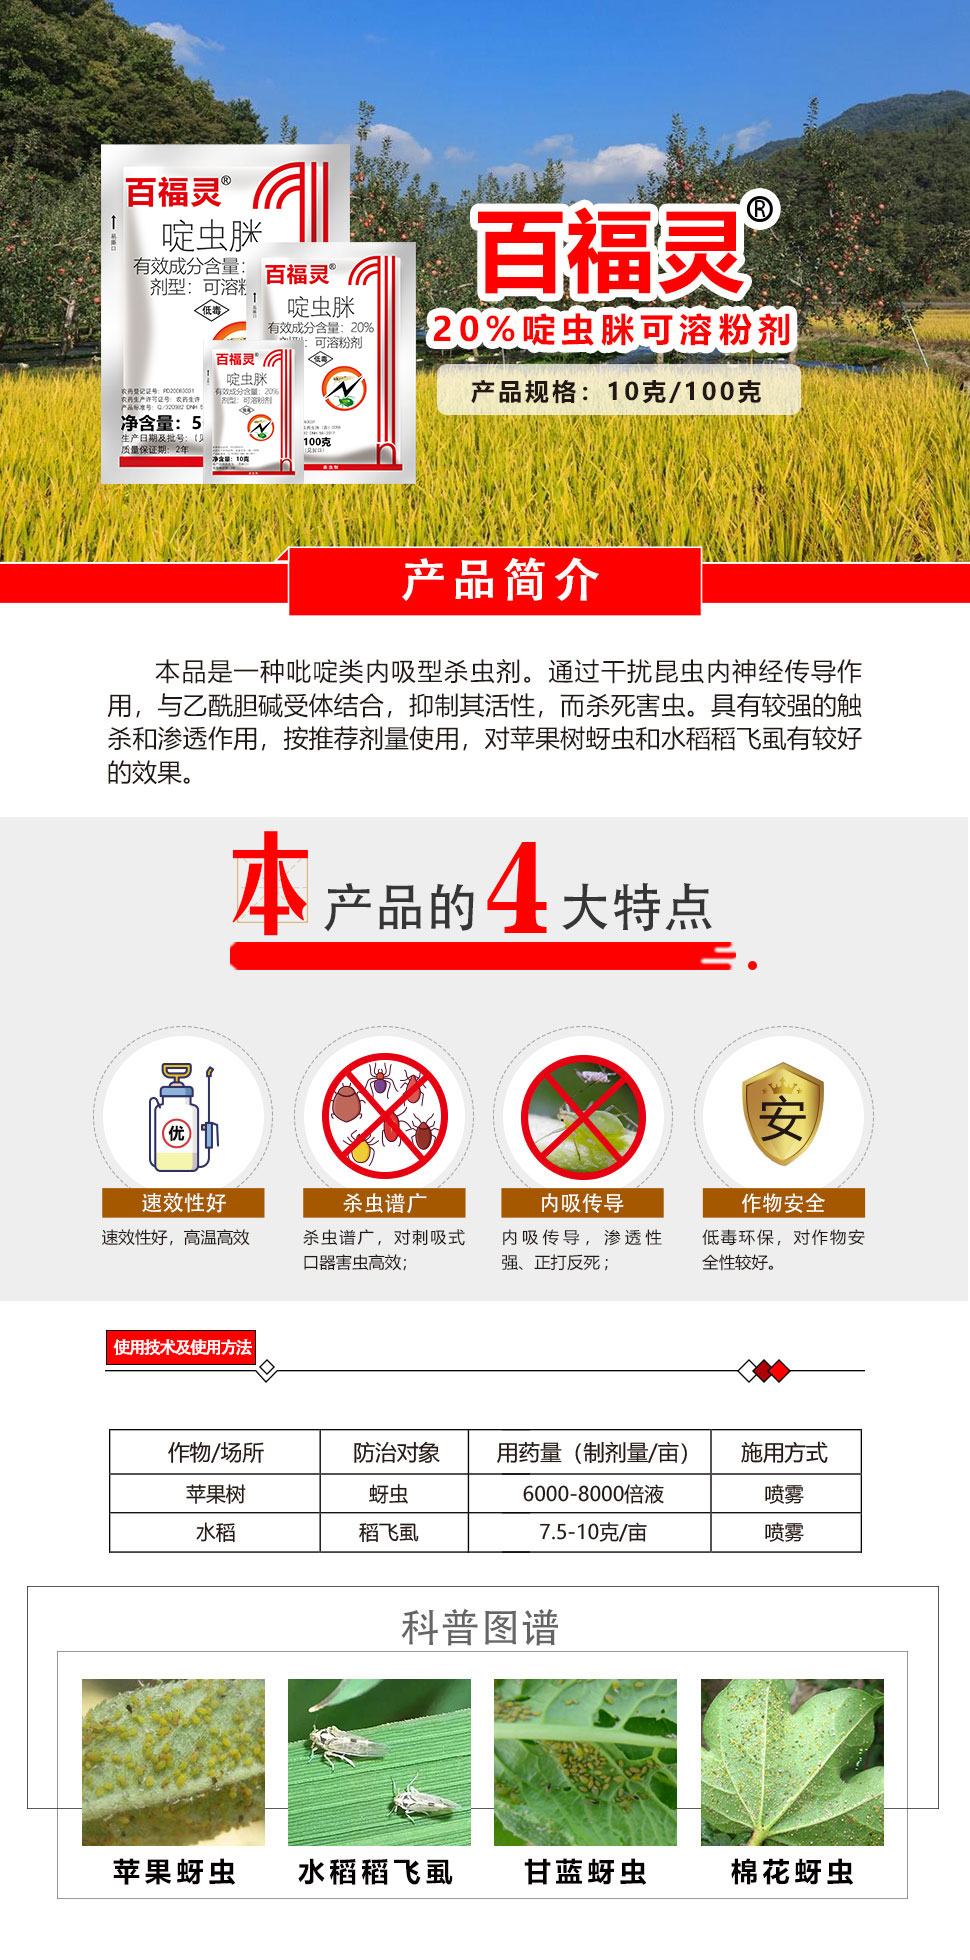 百福灵®
啶虫脒
有效成分含量:
剂型: 可溶粉
低毒
农药登记证号: PD20060001
净含量: 5
生产日期及批号:
质量保证期: 2年
百福灵®
啶虫脒
有效成分含量: 20%
剂型: 可溶粉剂
低毒
100克
百福灵®
啶虫脒
有效成分含量: 20%
剂型: 可溶粉剂
净含量: 10克
百福灵®
20%啶虫脒可溶粉剂
产品规格: 10克/100克
产品简介
本品是一种吡啶类内吸型杀虫剂。通过干扰昆虫内神经传导作
用，与乙酰胆碱受体结合，抑制其活性，而杀死害虫。具有较强的触
杀和渗透作用，按推荐剂量使用，对苹果树蚜虫和水稻稻飞虱有较好
的效果。
本产品的4大特点
优
安
速效性好 杀虫谱广 内吸传导 作物安全
速效性好，高温高效
杀虫谱广，对刺吸式
口器害虫高效；
内吸传导，渗透性
强、正打反死；
低毒环保，对作物安
全性较好。
使用技术及使用方法
作物/场所 防治对象 用药量（制剂量/亩） 施用方式
苹果树 蚜虫 6000-8000倍液 喷雾
水稻 稻飞虱 7.5-10克/亩 喷雾
科普图谱
苹果蚜虫 水稻稻飞虱 甘蓝蚜虫 棉花蚜虫